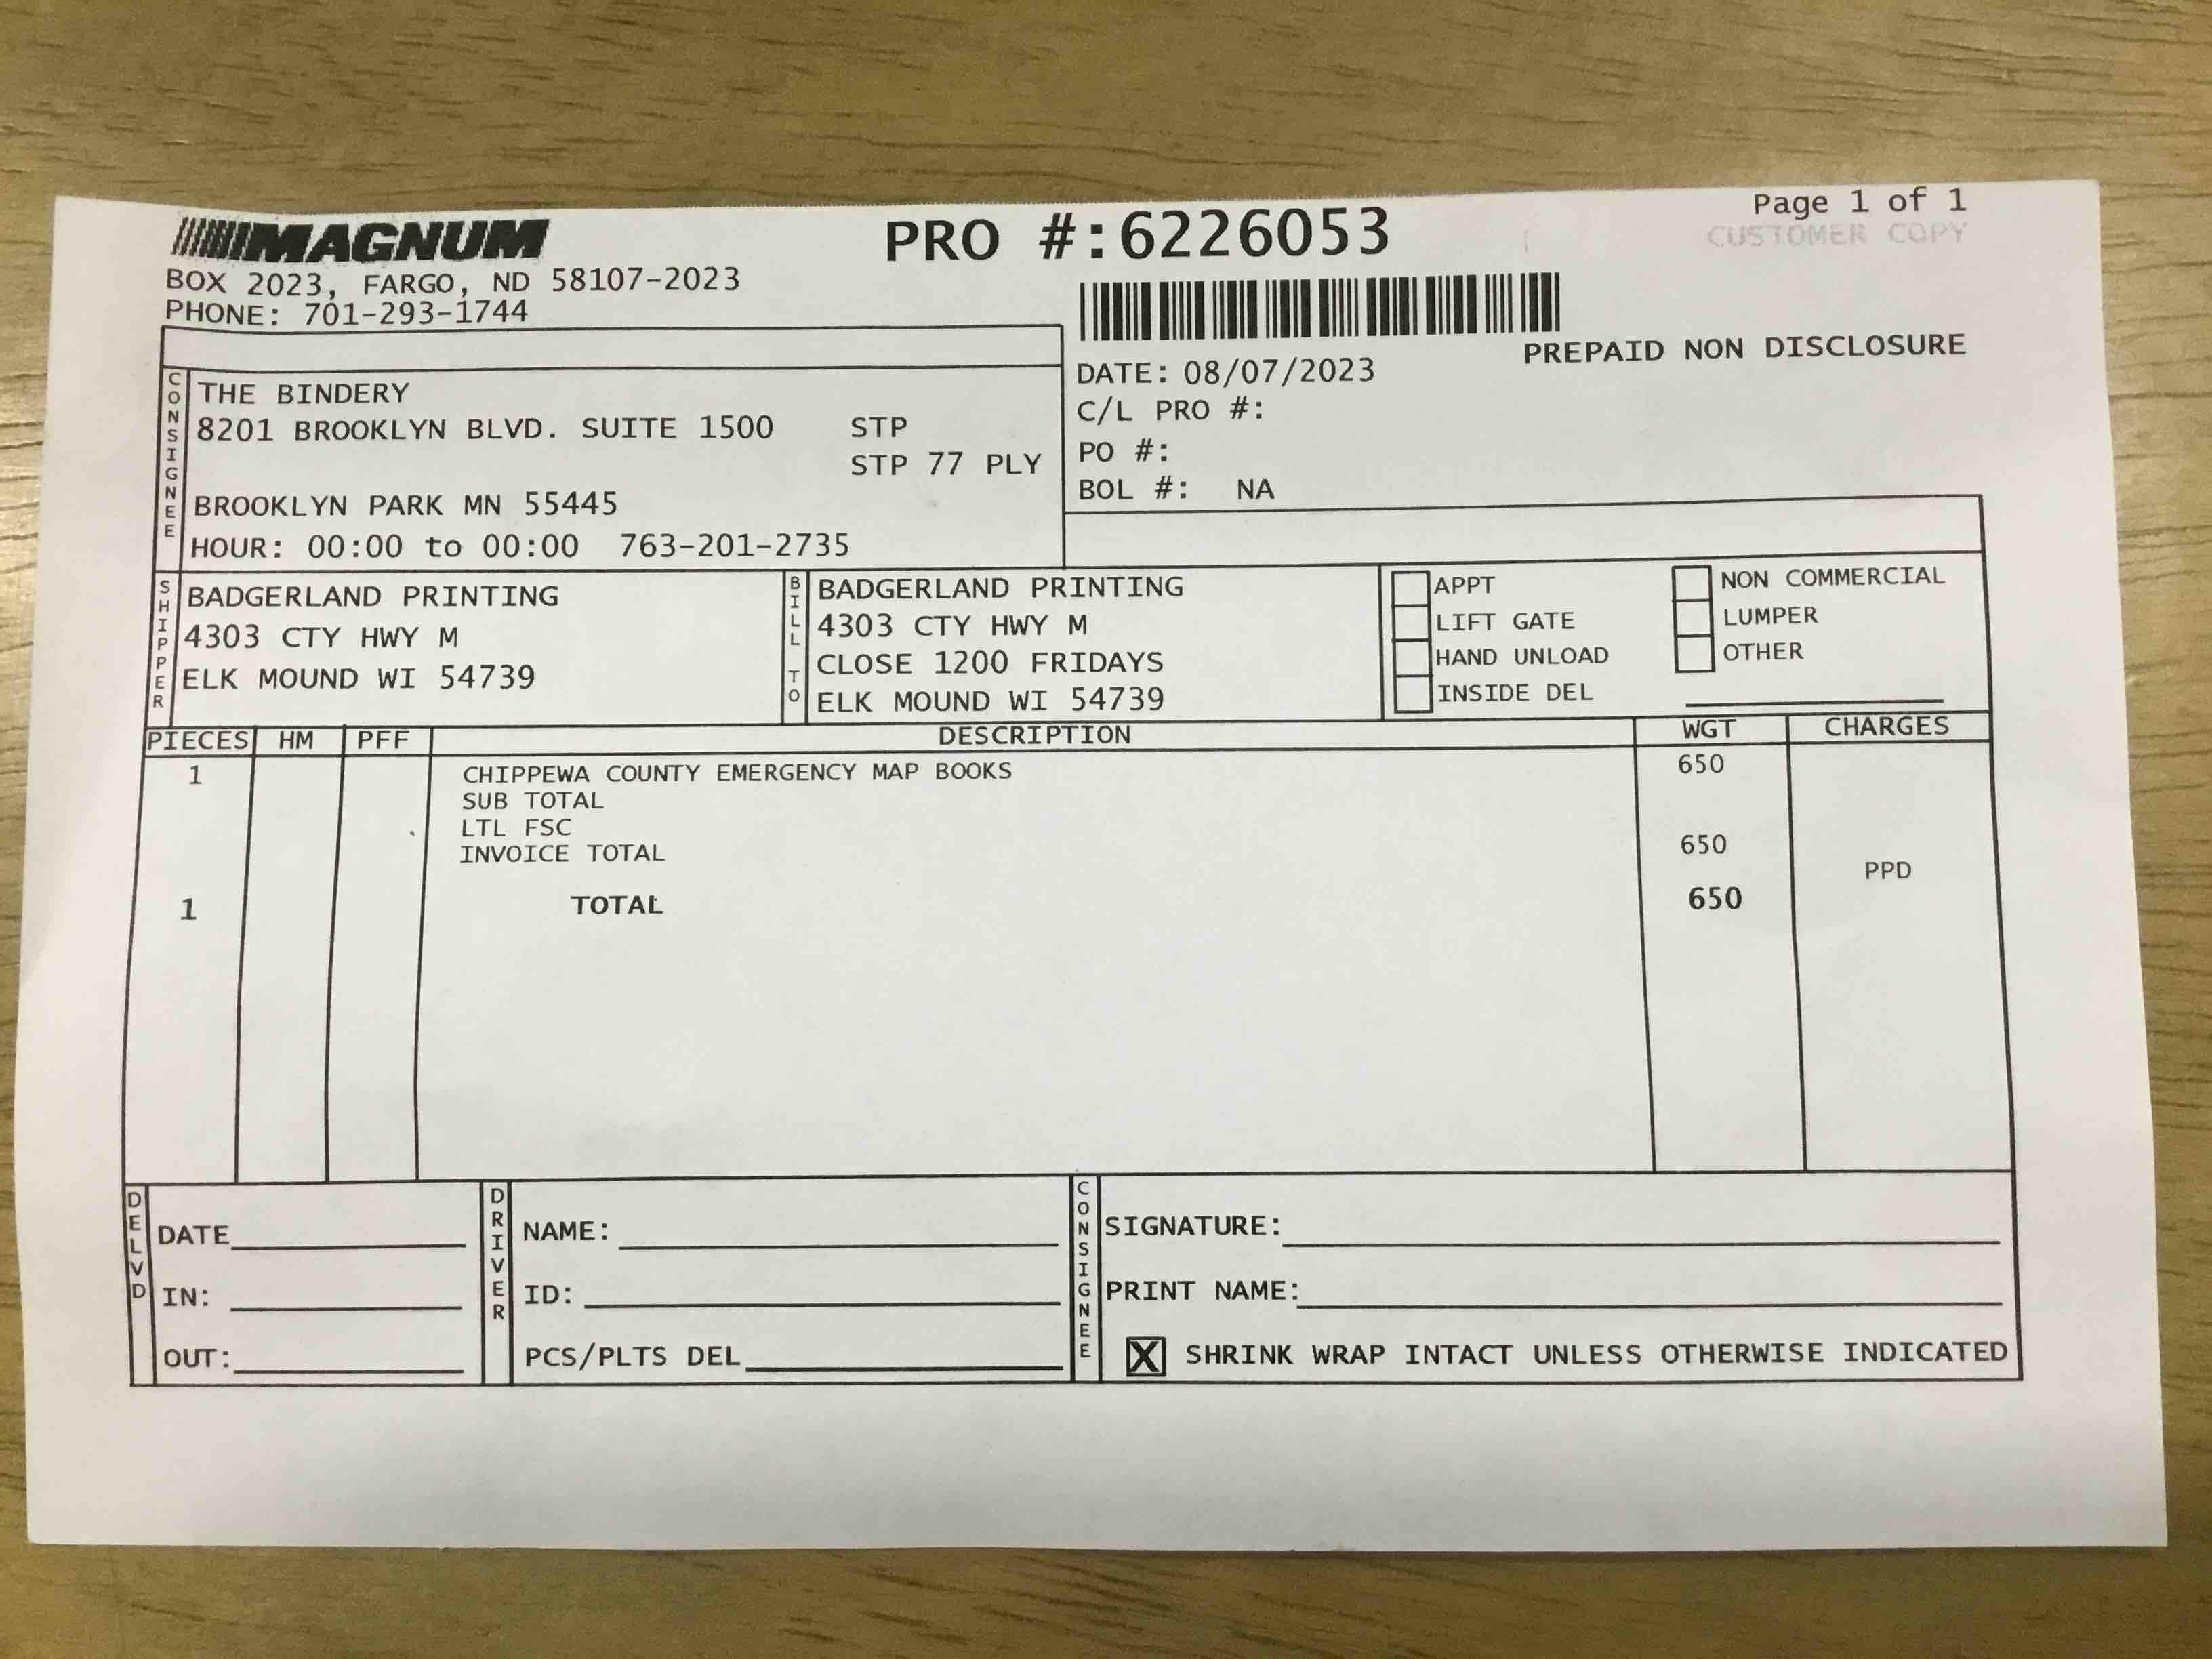 MAGNUM
BOX 2023, FARGO, ND 58107-2023
PHONE: 701-293-1744
PRO #:6226053
Page 1 of 1
CUSTOMER COPY
PREPAID NON DISCLOSURE
DATE: 08/07/2023
C/L PRO #:
PO #:
BOL #: NA
CONSIGNEE
THE BINDERY
8201 BROOKLYN BLVD. SUITE 1500 STP
STP 77 PLY
BROOKLYN PARK MN 55445
HOUR: 00:00 to 00:00 763-201-2735
SHIPPER
BADGERLAND PRINTING
4303 CTY HWY M
ELK MOUND WI 54739
BILL TO
BADGERLAND PRINTING
4303 CTY HWY M
CLOSE 1200 FRIDAYS
ELK MOUND WI 54739
APPT
LIFT GATE
HAND UNLOAD
INSIDE DEL
NON COMMERCIAL
LUMPER
OTHER
PIECES HM PFF DESCRIPTION WGT CHARGES
1 CHIPPEWA COUNTY EMERGENCY MAP BOOKS 650
SUB TOTAL
LTL FSC
INVOICE TOTAL 650
PPD
1 TOTAL 650
DELVD
DATE
IN:
OUT:
DRIVER
NAME:
ID:
PCS/PLTS DEL
CONSIGNEE
SIGNATURE:
PRINT NAME:
X SHRINK WRAP INTACT UNLESS OTHERWISE INDICATED